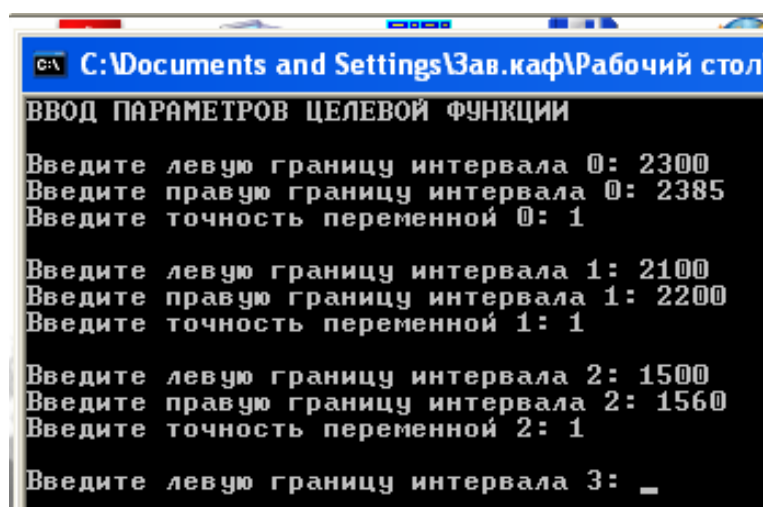 C:\Documents and Settings\Зав.каф\Рабочий стол
ВВОД ПАРАМЕТРОВ ЦЕЛЕВОЙ ФУНКЦИИ
Введите левую границу интервала 0: 2300
Введите правую границу интервала 0: 2385
Введите точность переменной 0: 1
Введите левую границу интервала 1: 2100
Введите правую границу интервала 1: 2200
Введите точность переменной 1: 1
Введите левую границу интервала 2: 1500
Введите правую границу интервала 2: 1560
Введите точность переменной 2: 1
Введите левую границу интервала 3: _